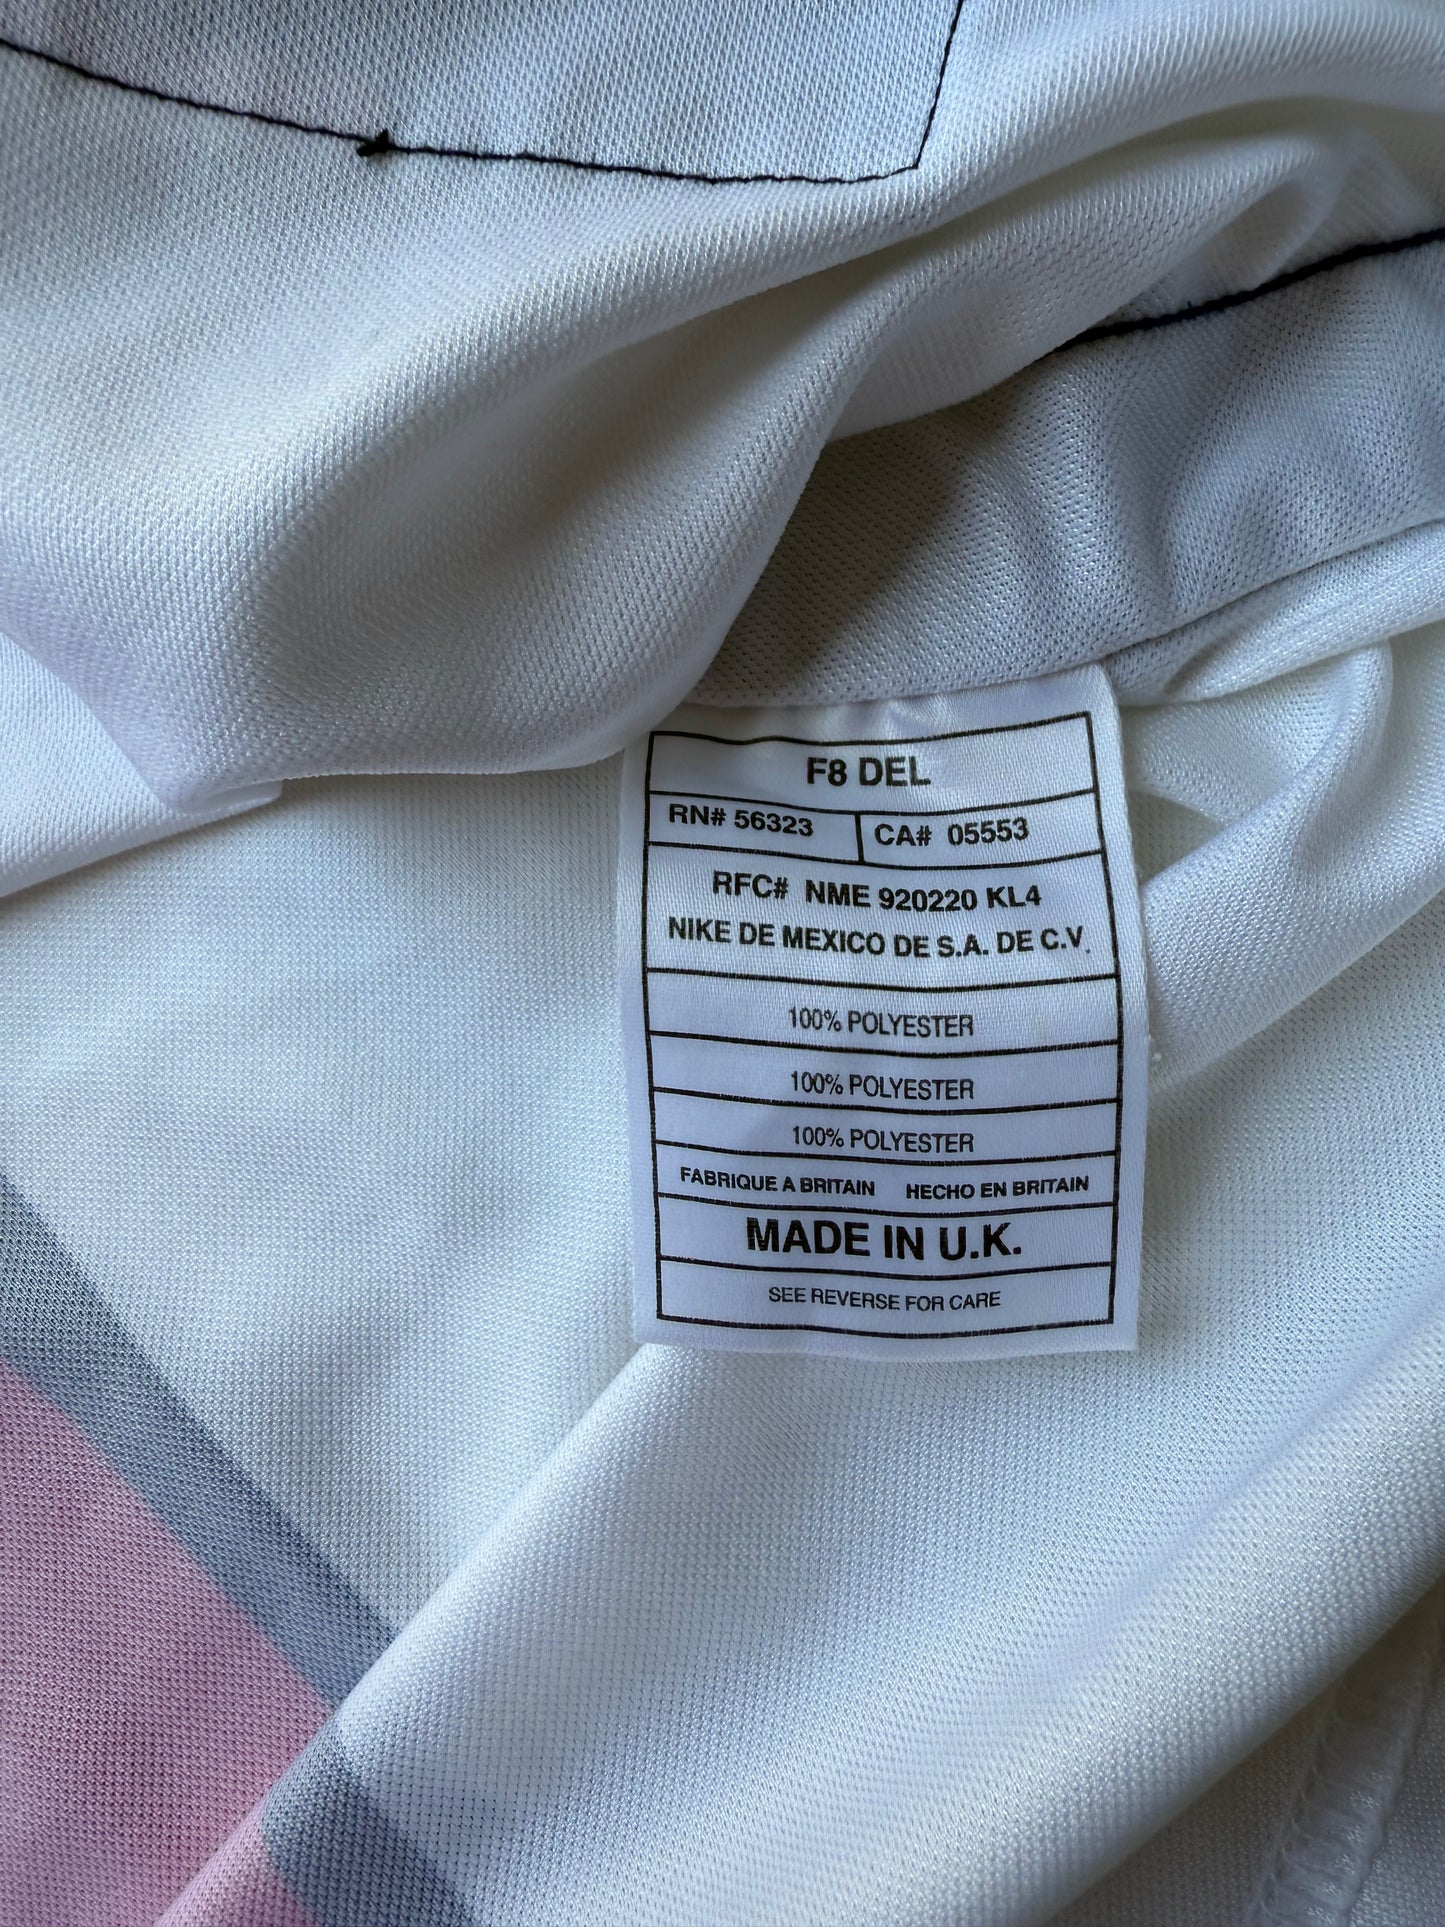 F8 DEL
RN# 56323 CA# 05553
RFC# NME 920220 KL4
NIKE DE MEXICO DE S.A. DE C.V.
100% POLYESTER
100% POLYESTER
100% POLYESTER
FABRIQUE A BRITAIN HECHO EN BRITAIN
MADE IN U.K.
SEE REVERSE FOR CARE